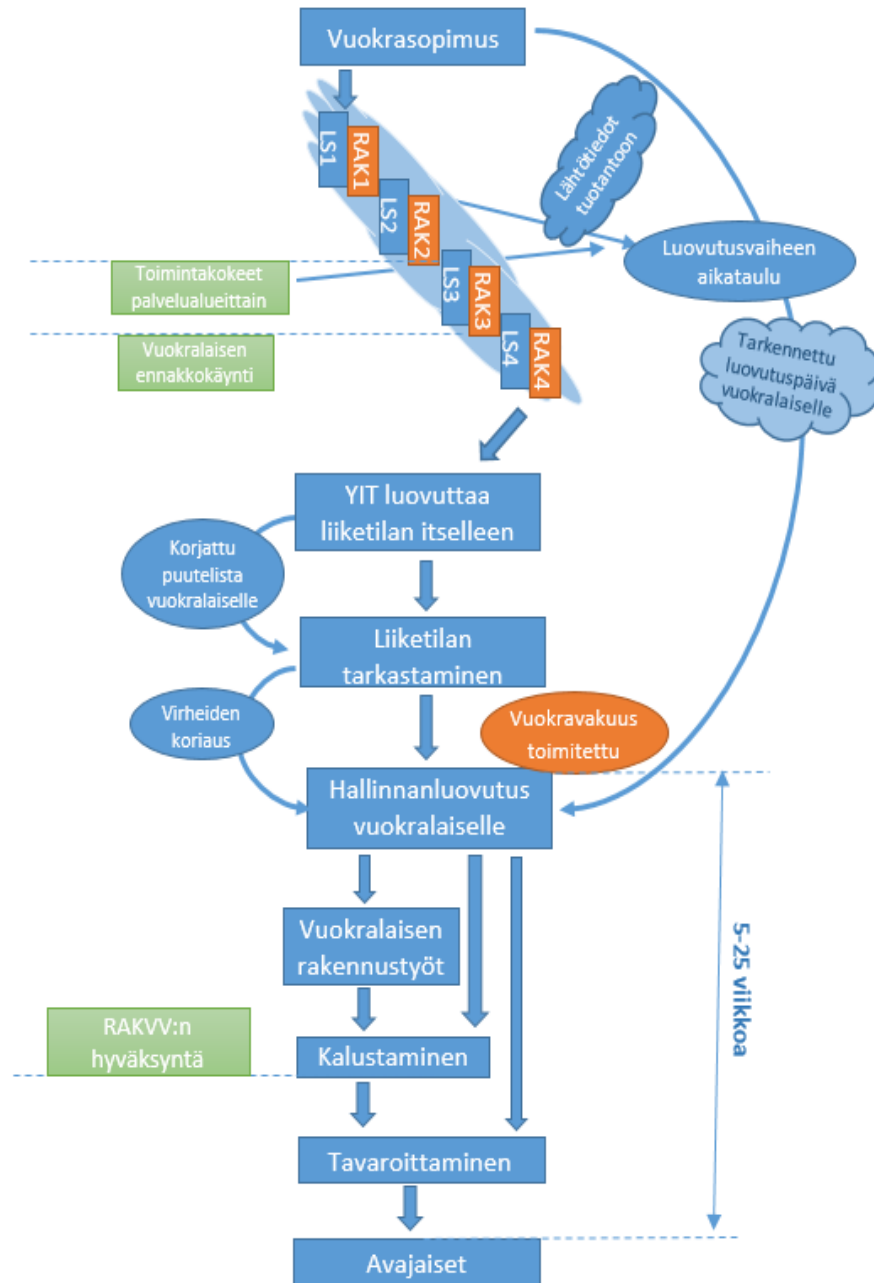 Vuokrasopimus
Lähtötiedot
tuotantoon
LS1
RAK1
LS2
RAK2
LS3
RAK3
LS4
RAK4
Luovutusvaiheen
aikataulu
Toimintakokeet
palvelualueittain
Vuokralaisen
ennakkokäynti
Tarkennettu
luovutuspäivä
vuokralaiselle
YIT luovuttaa
liiketilan itselleen
Korjattu
puutelista
vuokralaiselle
Liiketilan
tarkastaminen
Virheiden
koriaus
Vuokravakuus
toimitettu
Hallinnanluovutus
vuokralaiselle
Vuokralaisen
rakennustyöt
5-25 viikkoa
RAKVV:n
hyväksyntä
Kalustaminen
Tavaroittaminen
Avajaiset